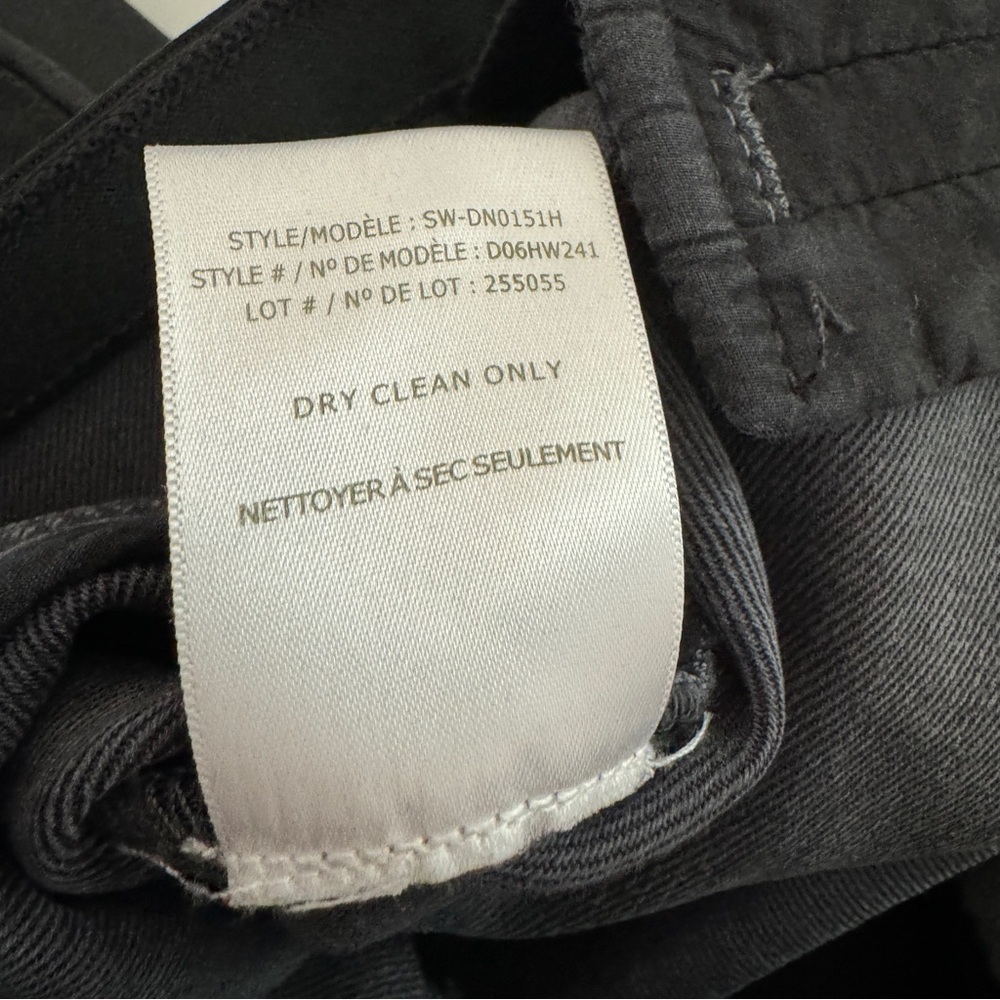 STYLE/MODÈLE : SW-DN0151H
STYLE # / Nº DE MODÈLE : D06HW241
LOT # / Nº DE LOT : 255055
DRY CLEAN ONLY
NETTOYER À SEC SEULEMENT